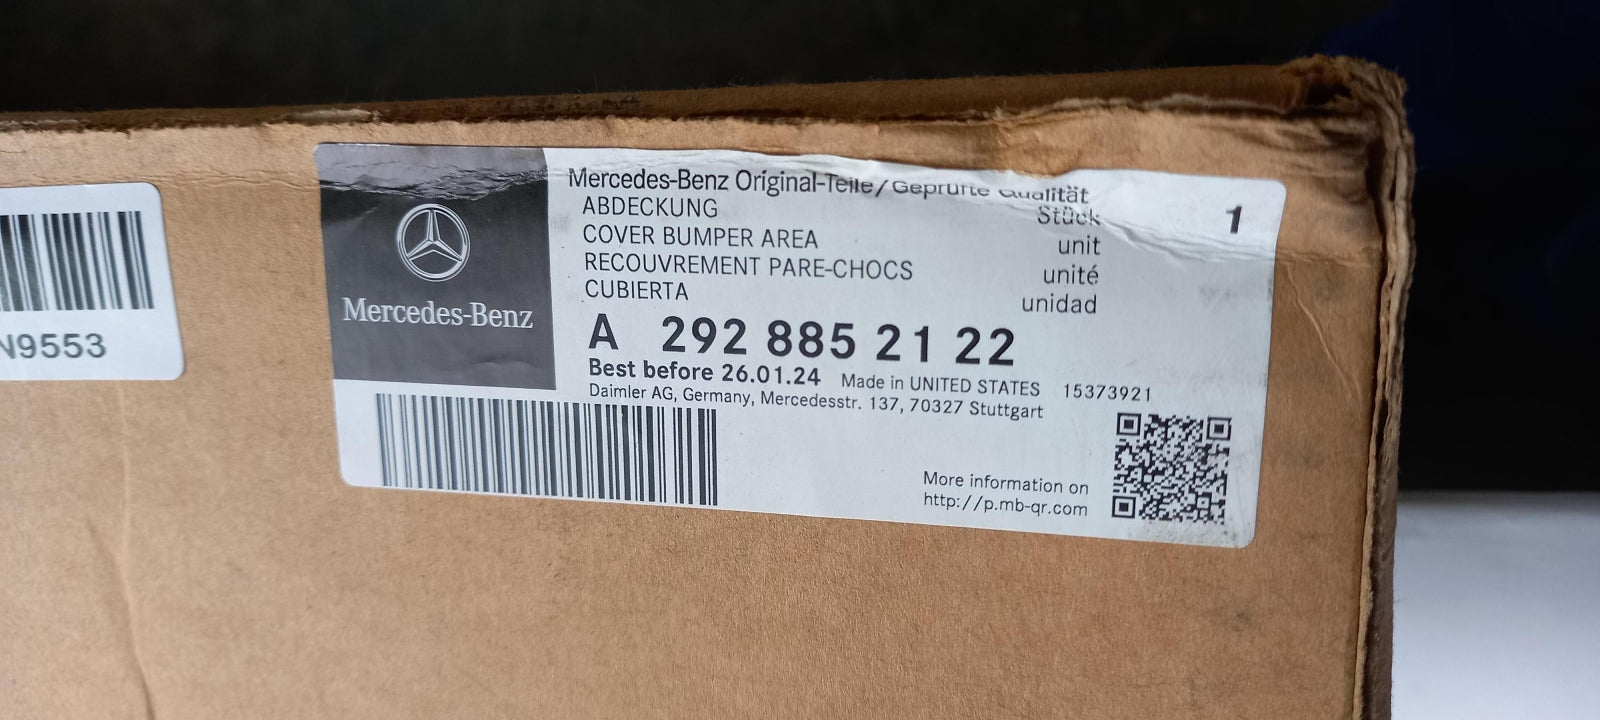 N9553
Mercedes-Benz
Mercedes-Benz Original-Teile/Geprüfte Qualität
ABDECKUNG
COVER BUMPER AREA
RECOUVREMENT PARE-CHOCS
CUBIERTA
Stück
unit
unité
unidad
1
A 292 885 21 22
Best before 26.01.24 Made in UNITED STATES 15373921
Daimler AG, Germany, Mercedesstr. 137, 70327 Stuttgart
More information on
http://p.mb-qr.com